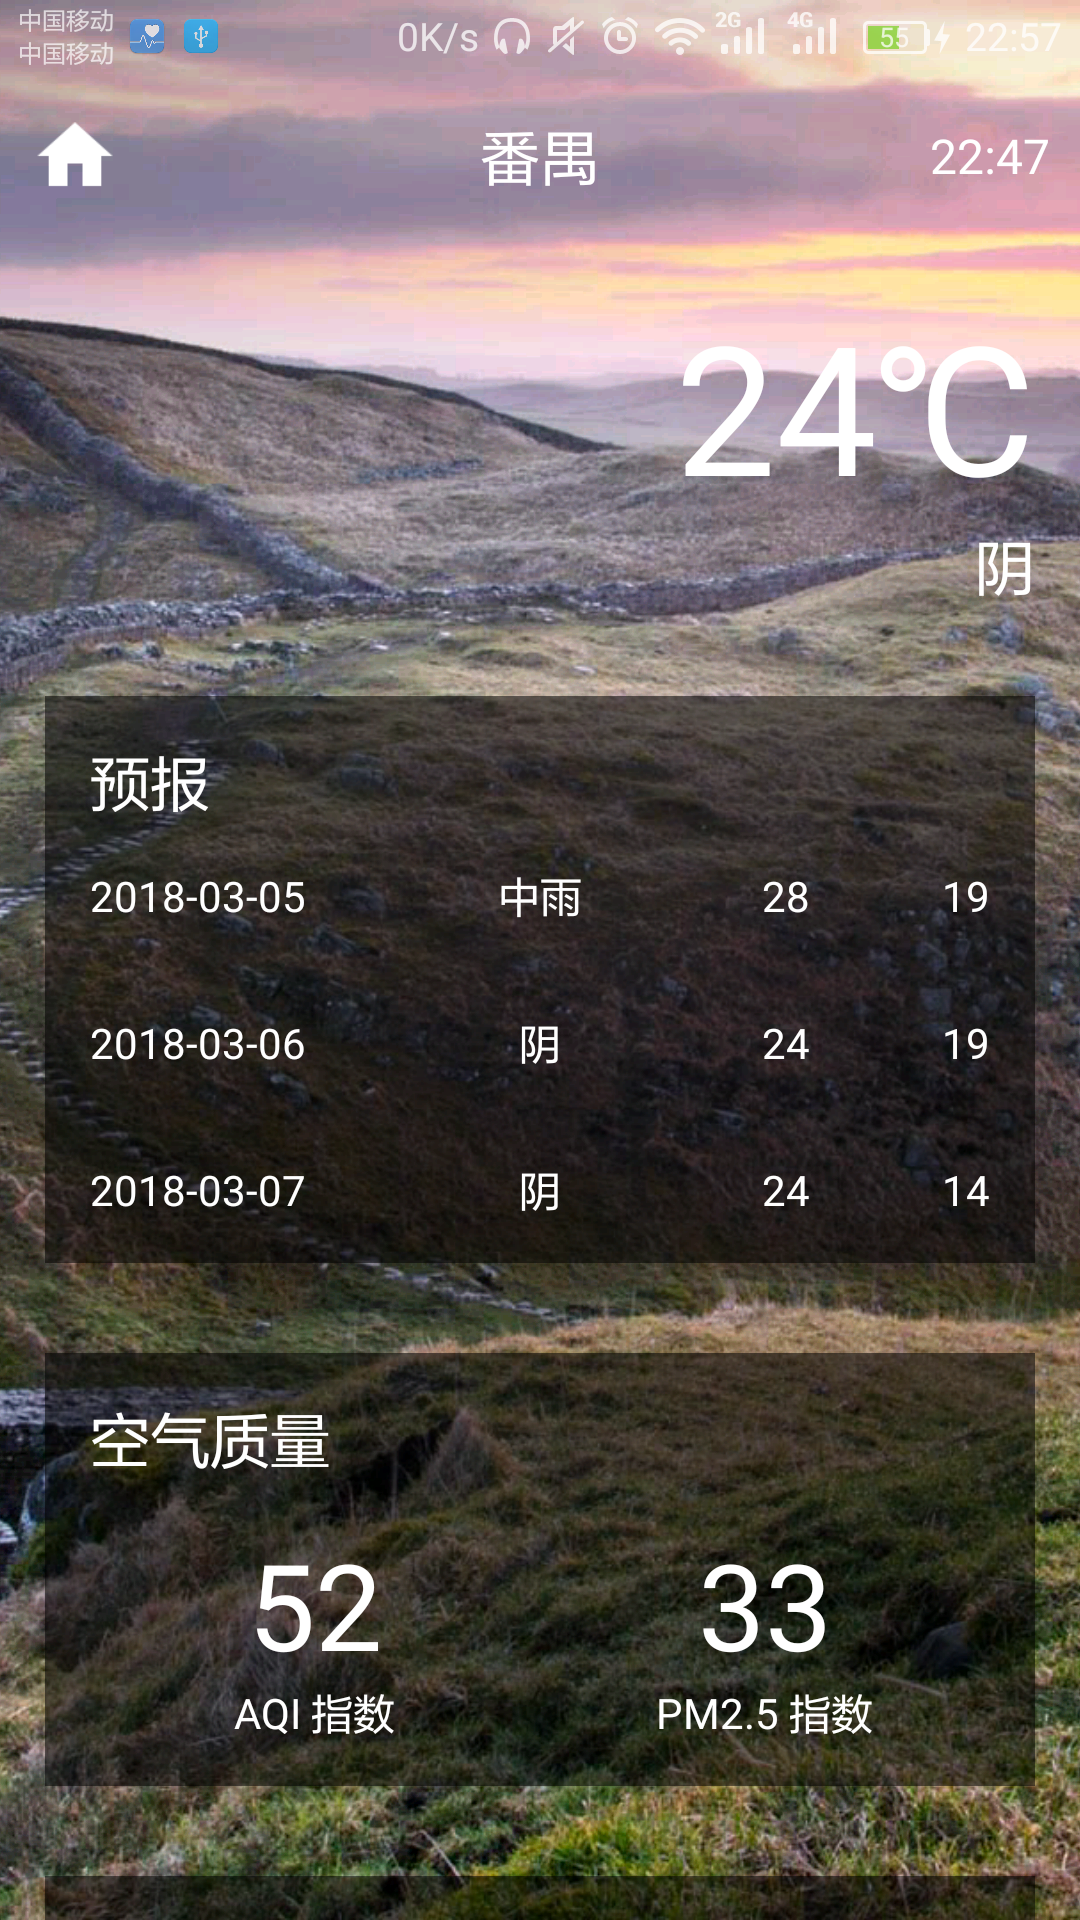 中国移动
中国移动
0K/s 2G 4G 55 22:57
番禺 22:47
24℃
阴
预报
2018-03-05 中雨 28 19
2018-03-06 阴 24 19
2018-03-07 阴 24 14
空气质量
52 33
AQI 指数 PM2.5 指数